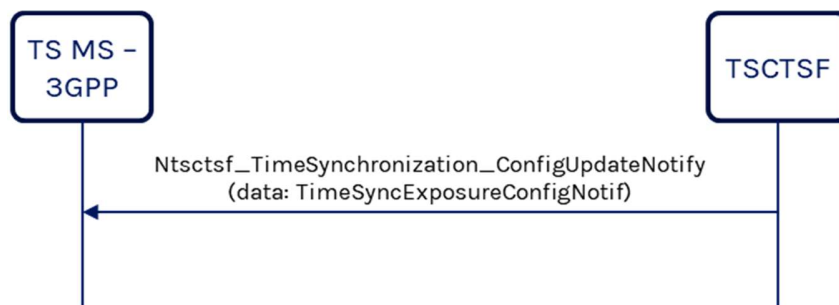 TS MS –
3GPP
TSCTSF
Ntsctsf_TimeSynchronization_ConfigUpdateNotify
(data: TimeSyncExposureConfigNotif)